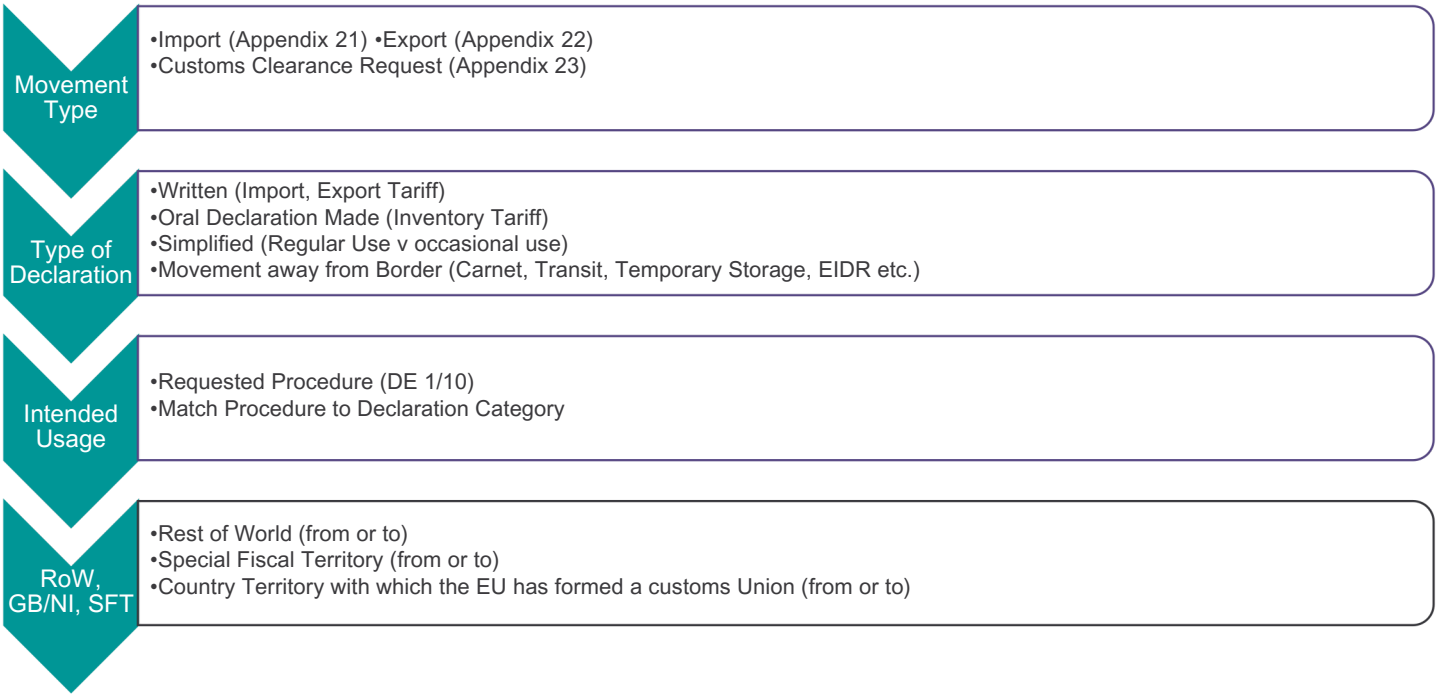 Movement
Type
•Import (Appendix 21) •Export (Appendix 22)
•Customs Clearance Request (Appendix 23)
Type of
Declaration
•Written (Import, Export Tariff)
•Oral Declaration Made (Inventory Tariff)
•Simplified (Regular Use v occasional use)
•Movement away from Border (Carnet, Transit, Temporary Storage, EIDR etc.)
Intended
Usage
•Requested Procedure (DE 1/10)
•Match Procedure to Declaration Category
RoW,
GB/NI, SFT
•Rest of World (from or to)
•Special Fiscal Territory (from or to)
•Country Territory with which the EU has formed a customs Union (from or to)